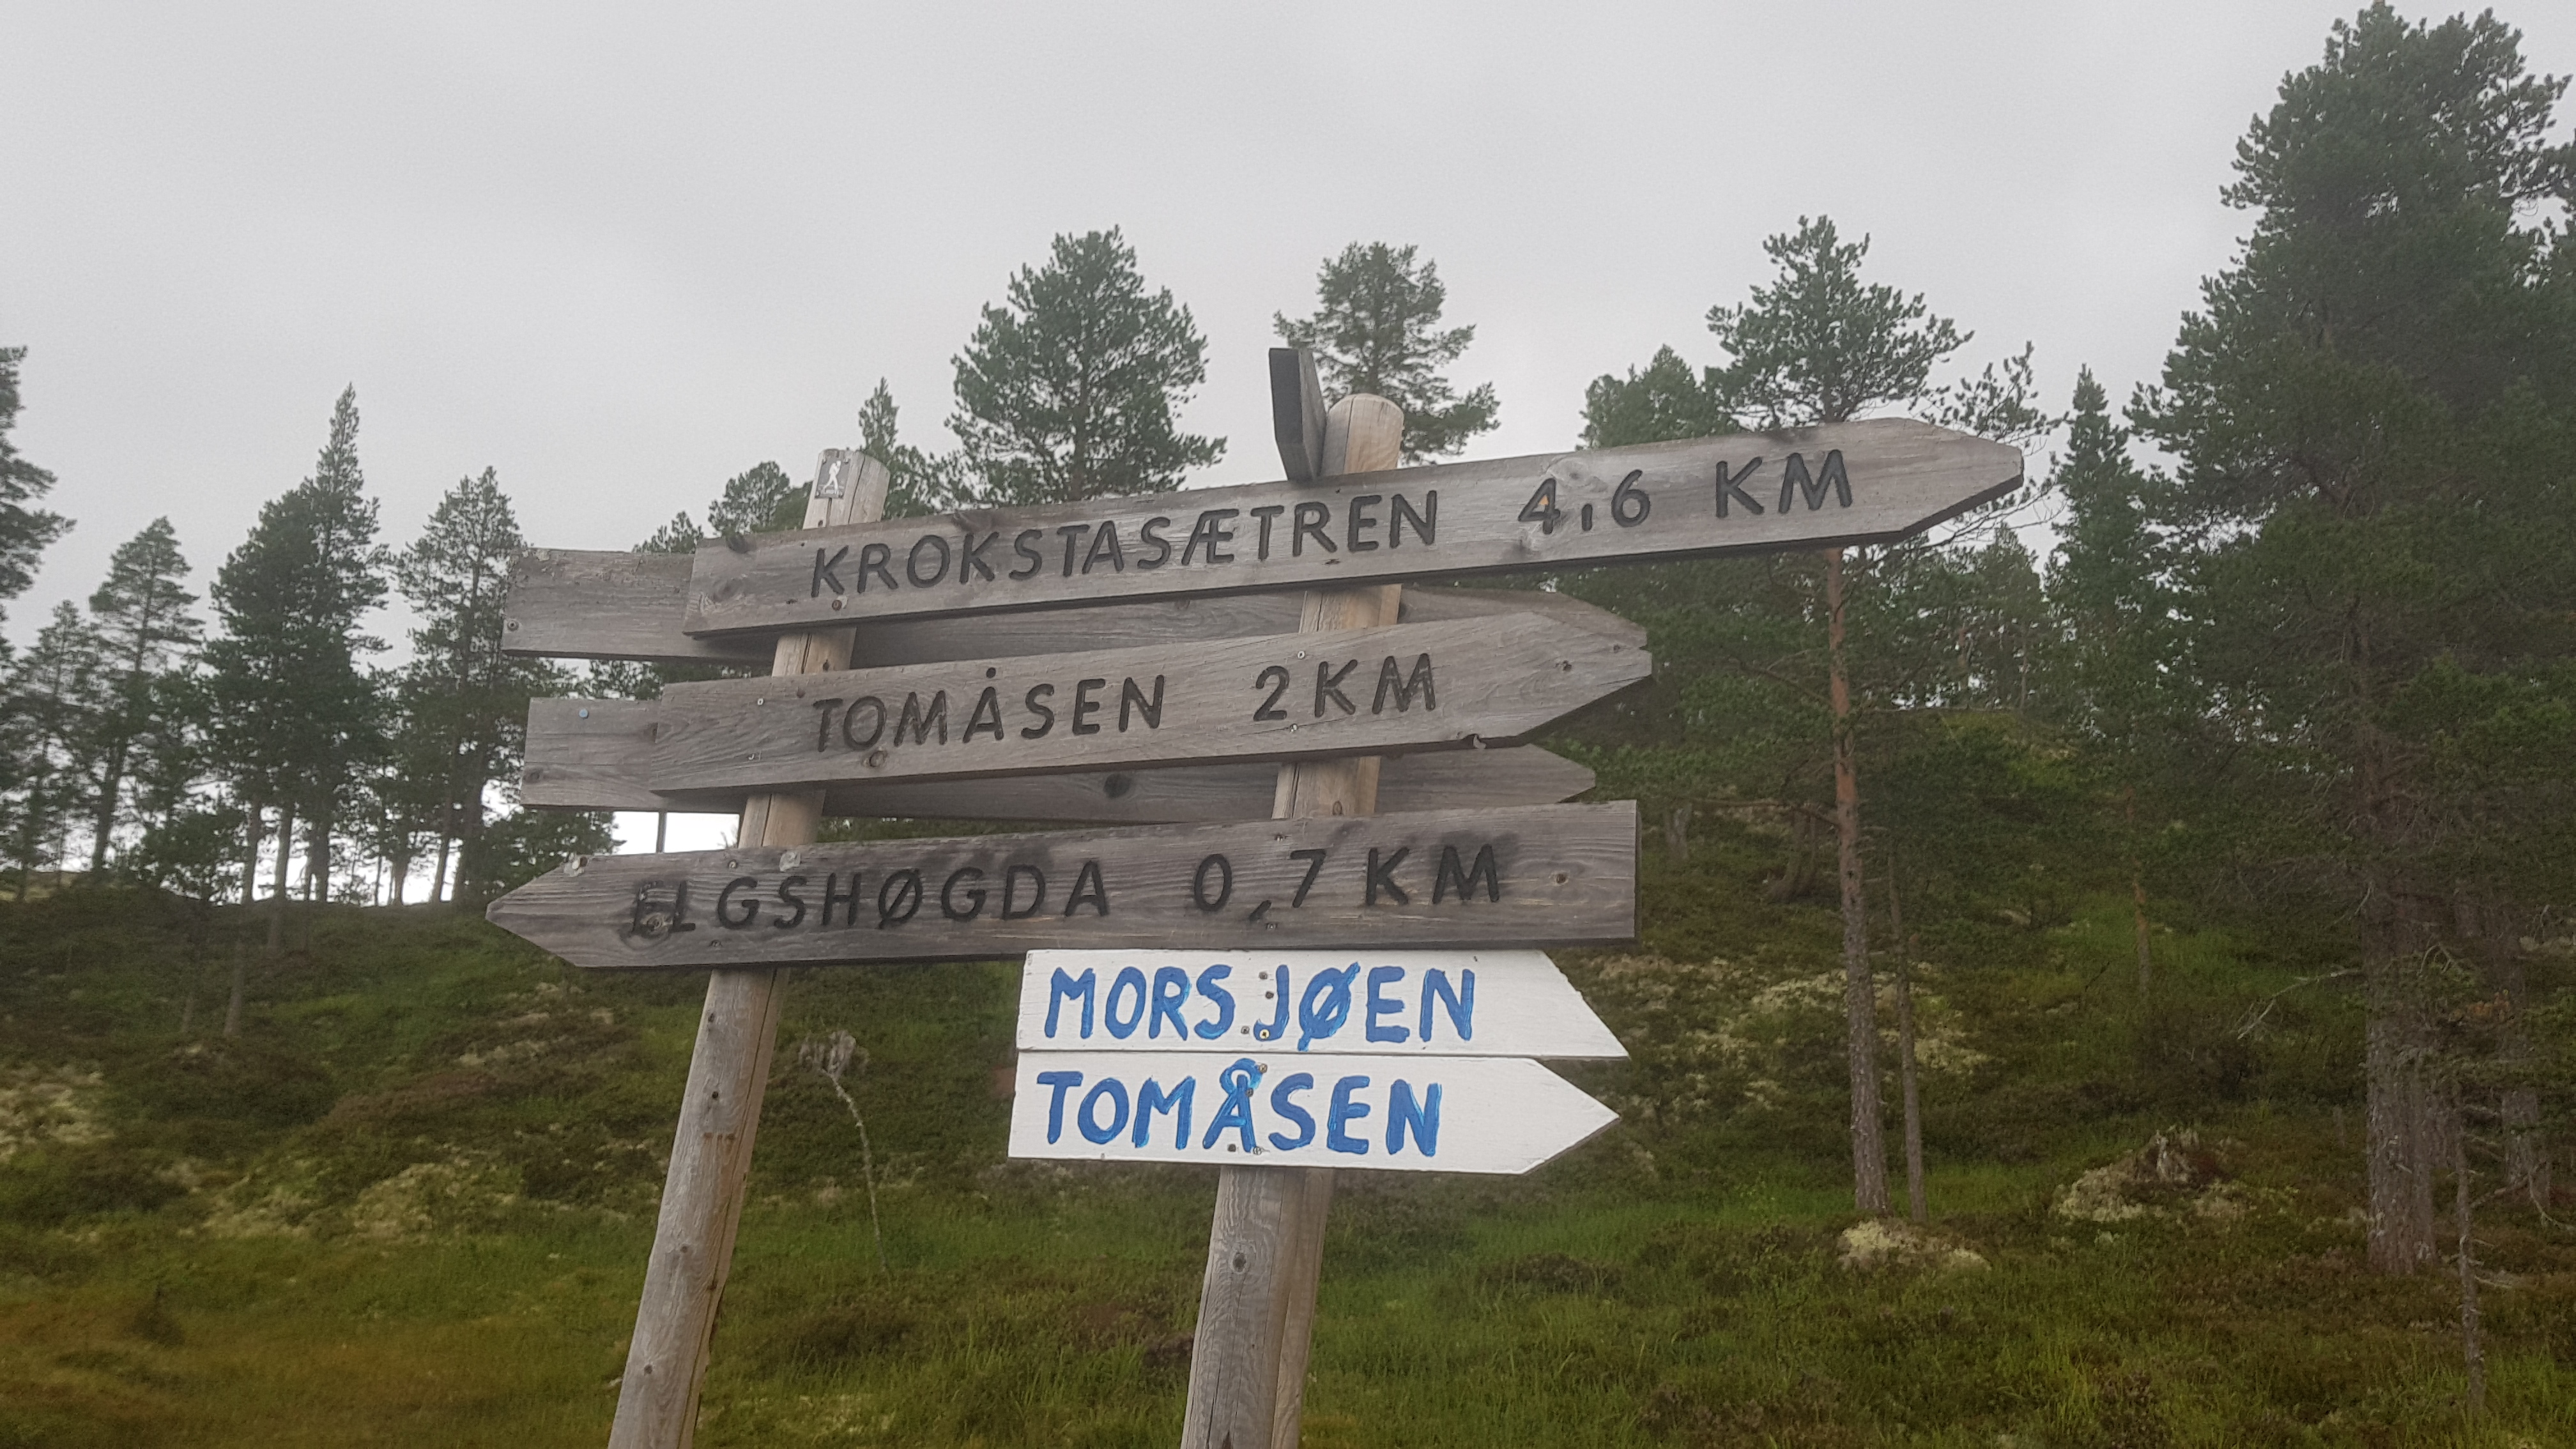 KROKSTASÆTREN 4,6 KM
TOMÅSEN 2 KM
ELGSHØGDA 0,7 KM
MORSJØEN
TOMÅSEN